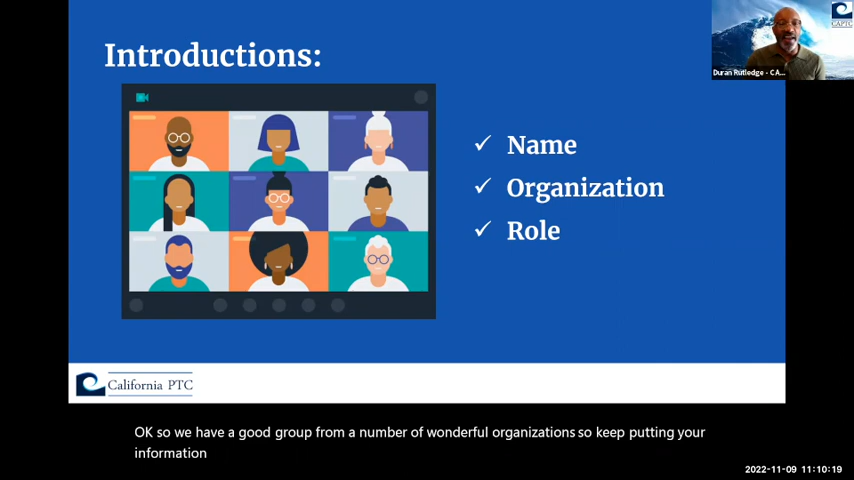 Introductions:
✓ Name
✓ Organization
✓ Role
CAPTC
Duran Rutledge - CA...
California PTC
OK so we have a good group from a number of wonderful organizations so keep putting your
information
2022-11-09 11:10:19